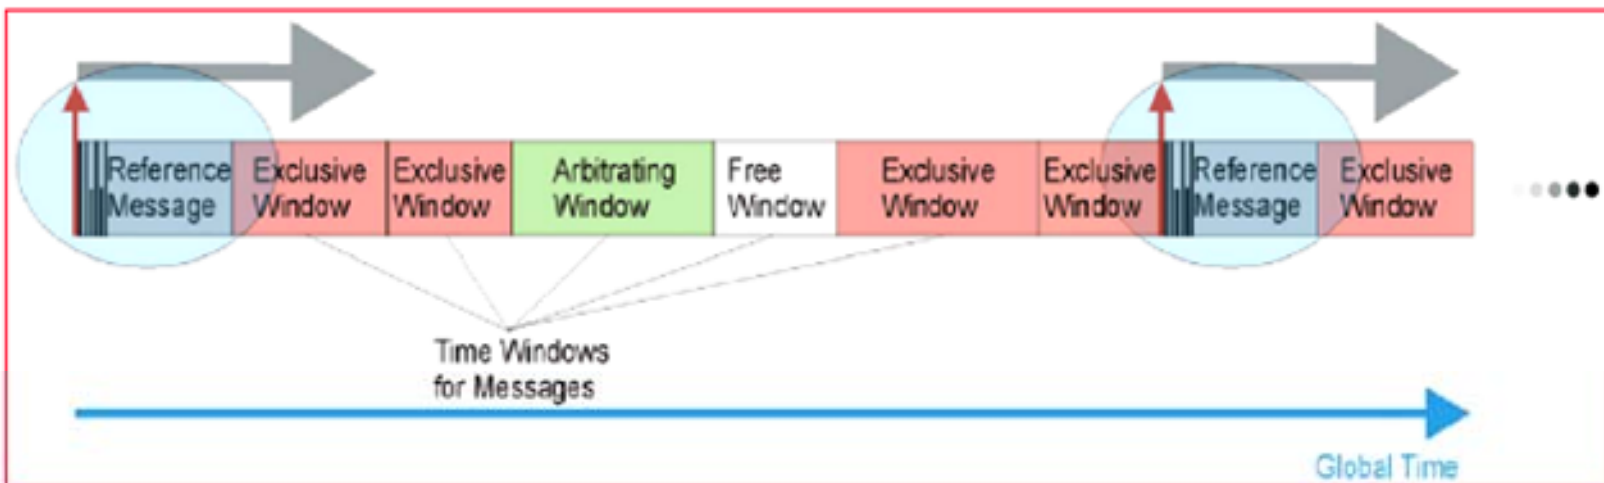 Reference
Message
Exclusive
Window
Exclusive
Window
Arbitrating
Window
Free
Window
Exclusive
Window
Exclusive
Window
Reference
Message
Exclusive
Window
Time Windows
for Messages
Global Time